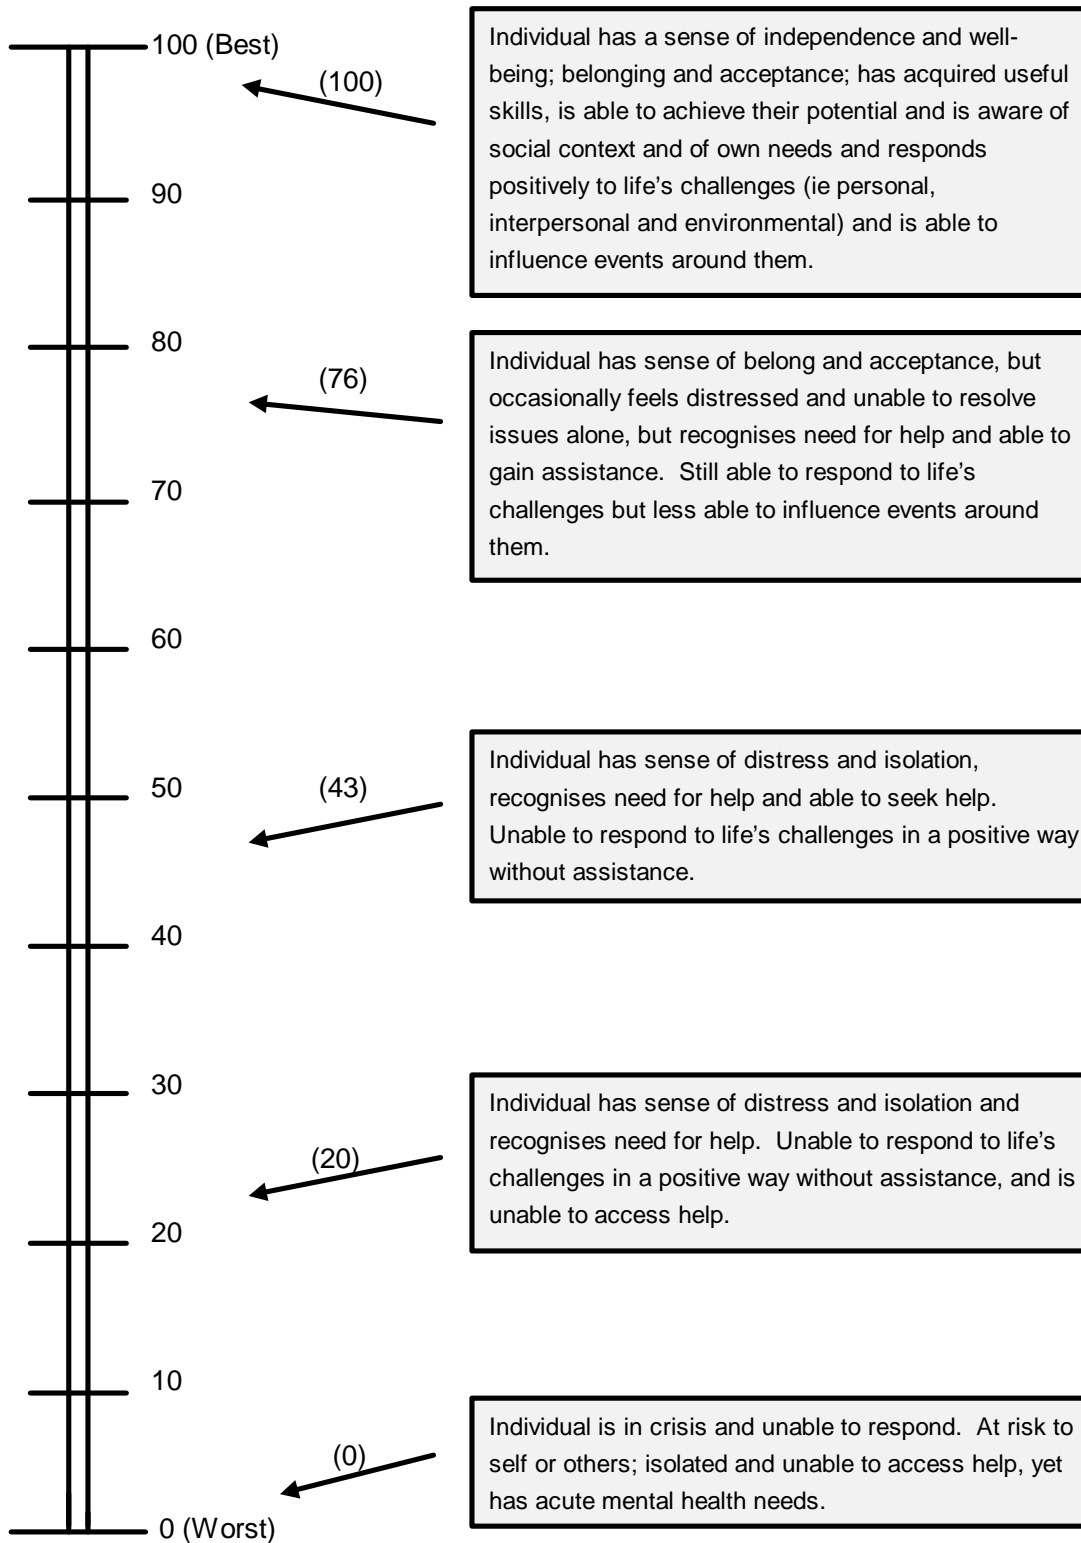 100 (Best)
(100)
Individual has a sense of independence and well-
being; belonging and acceptance; has acquired useful
skills, is able to achieve their potential and is aware of
social context and of own needs and responds
positively to life’s challenges (ie personal,
interpersonal and environmental) and is able to
influence events around them.
90
80
(76)
Individual has sense of belong and acceptance, but
occasionally feels distressed and unable to resolve
issues alone, but recognises need for help and able to
gain assistance.  Still able to respond to life’s
challenges but less able to influence events around
them.
70
60
50
(43)
Individual has sense of distress and isolation,
recognises need for help and able to seek help.
Unable to respond to life’s challenges in a positive way
without assistance.
40
30
(20)
Individual has sense of distress and isolation and
recognises need for help.  Unable to respond to life’s
challenges in a positive way without assistance, and is
unable to access help.
20
10
(0)
Individual is in crisis and unable to respond.  At risk to
self or others; isolated and unable to access help, yet
has acute mental health needs.
0 (Worst)